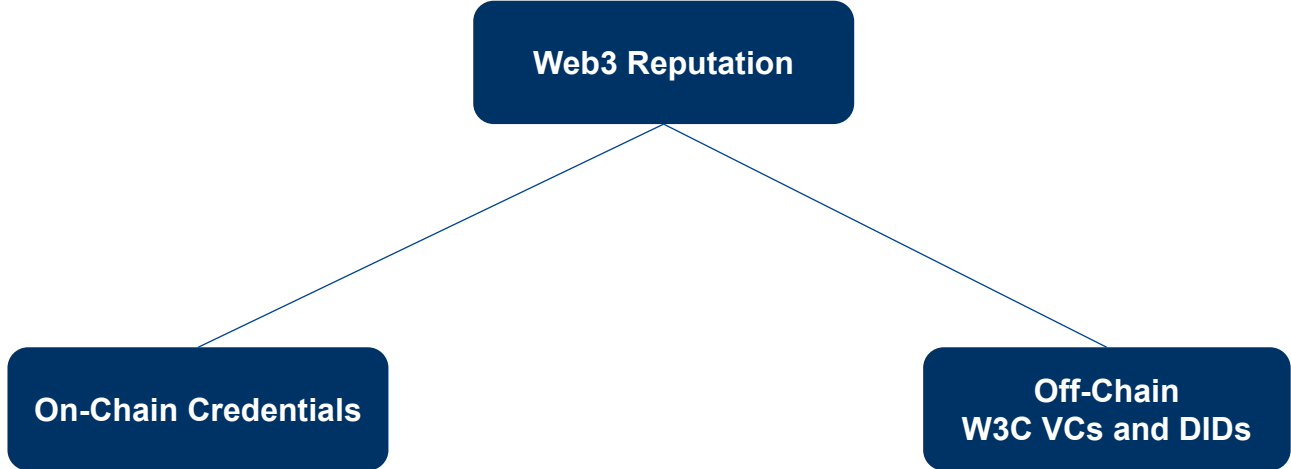 Web3 Reputation
On-Chain Credentials
Off-Chain
W3C VCs and DIDs